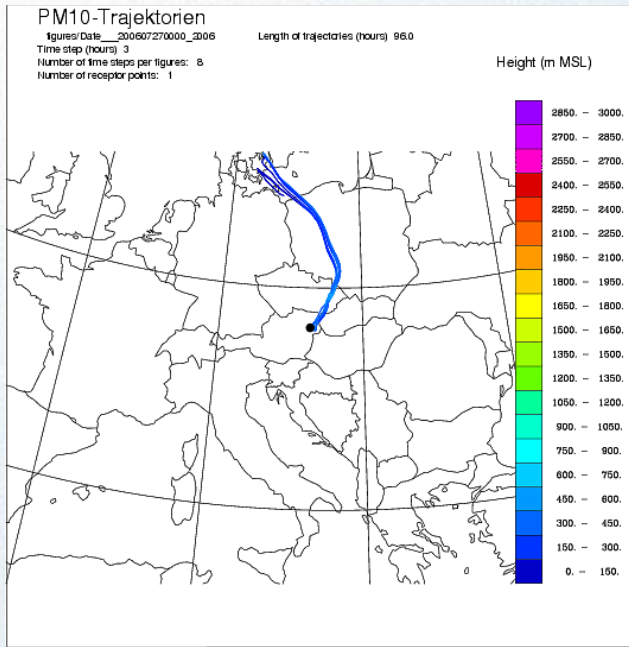 PM10-Trajektorien
figures/Date___200607270000_2006 Length of trajectories (hours) 96.0
Time step (hours) 3
Number of time steps per figures: 8
Number of receptor points: 1
Height (m MSL)
2850. - 3000.
2700. - 2850.
2550. - 2700.
2400. - 2550.
2250. - 2400.
2100. - 2250.
1950. - 2100.
1800. - 1950.
1650. - 1800.
1500. - 1650.
1350. - 1500.
1200. - 1350.
1050. - 1200.
900. - 1050.
750. - 900.
600. - 750.
450. - 600.
300. - 450.
150. - 300.
0. - 150.